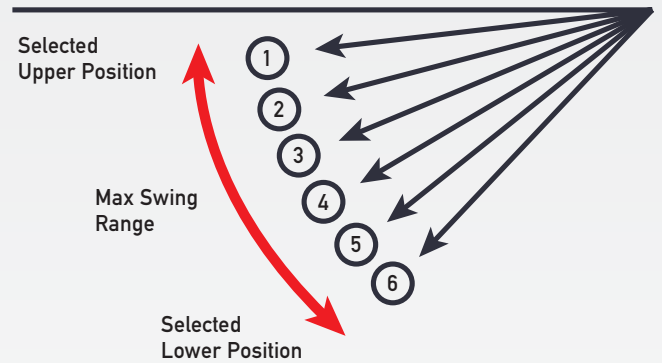 Selected
Upper Position
1
2
3
Max Swing
Range
4
5
6
Selected
Lower Position